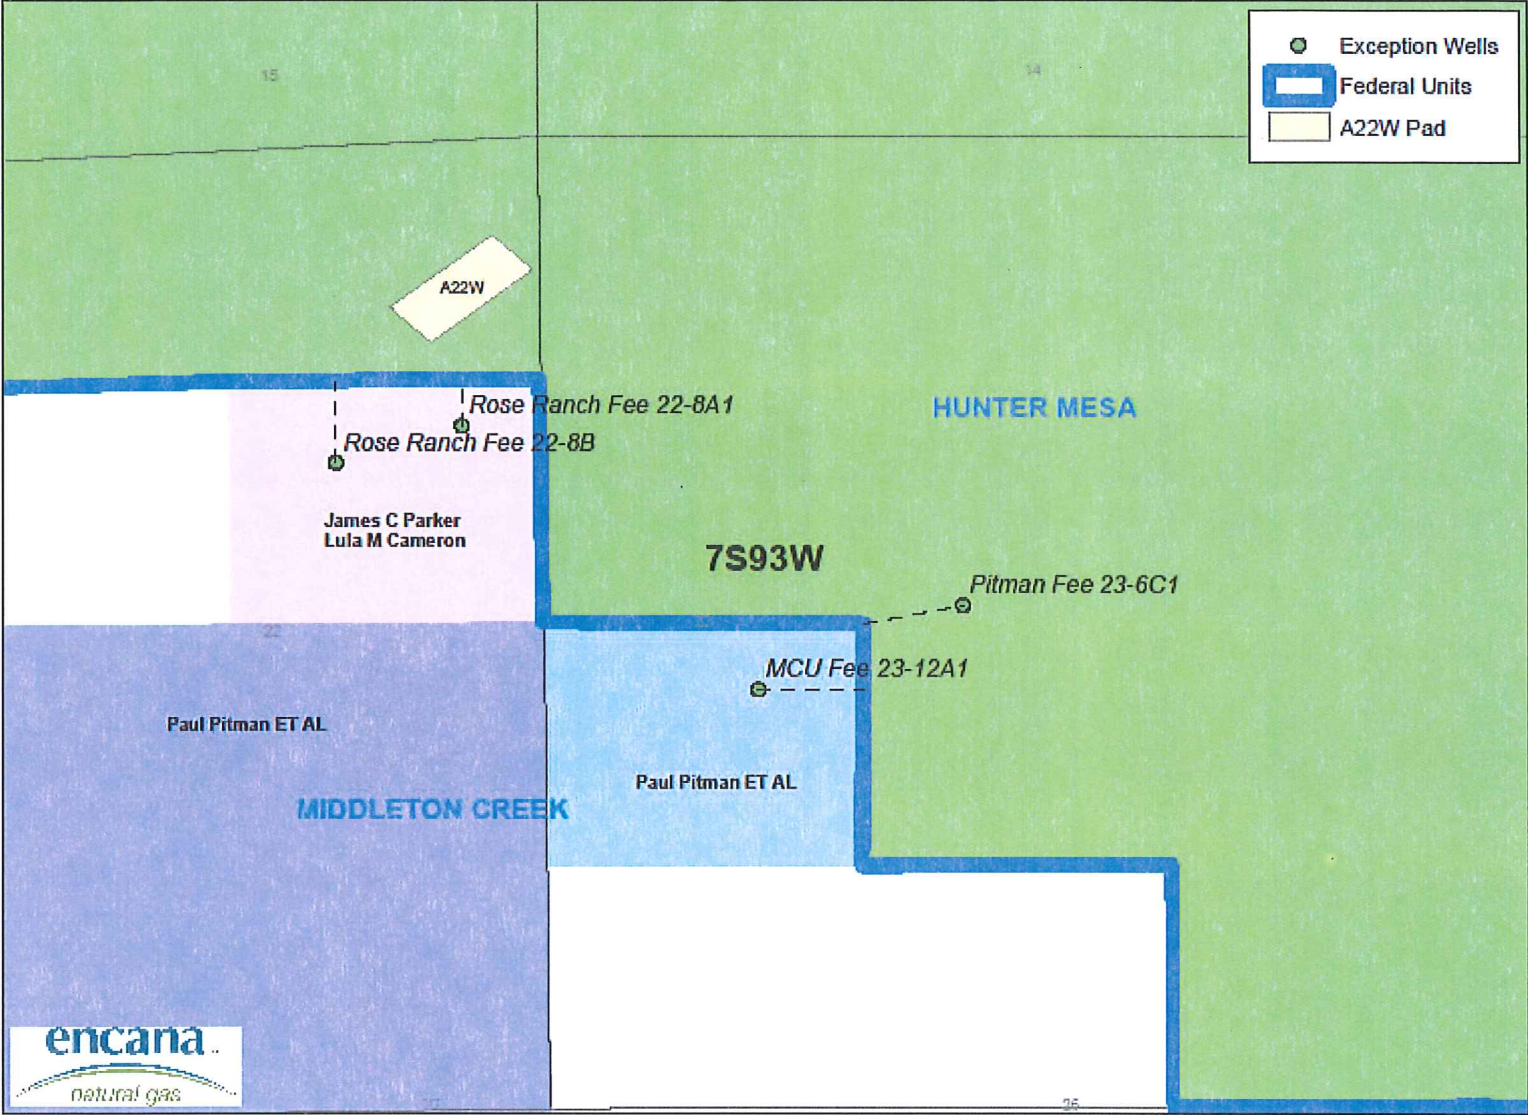 15
14
Exception Wells
Federal Units
A22W Pad
A22W
Rose Ranch Fee 22-8A1
HUNTER MESA
Rose Ranch Fee 22-8B
James C Parker
Lula M Cameron
7S93W
Pitman Fee 23-6C1
22
MCU Fee 23-12A1
Paul Pitman ET AL
Paul Pitman ET AL
MIDDLETON CREEK
encana
natural gas
26